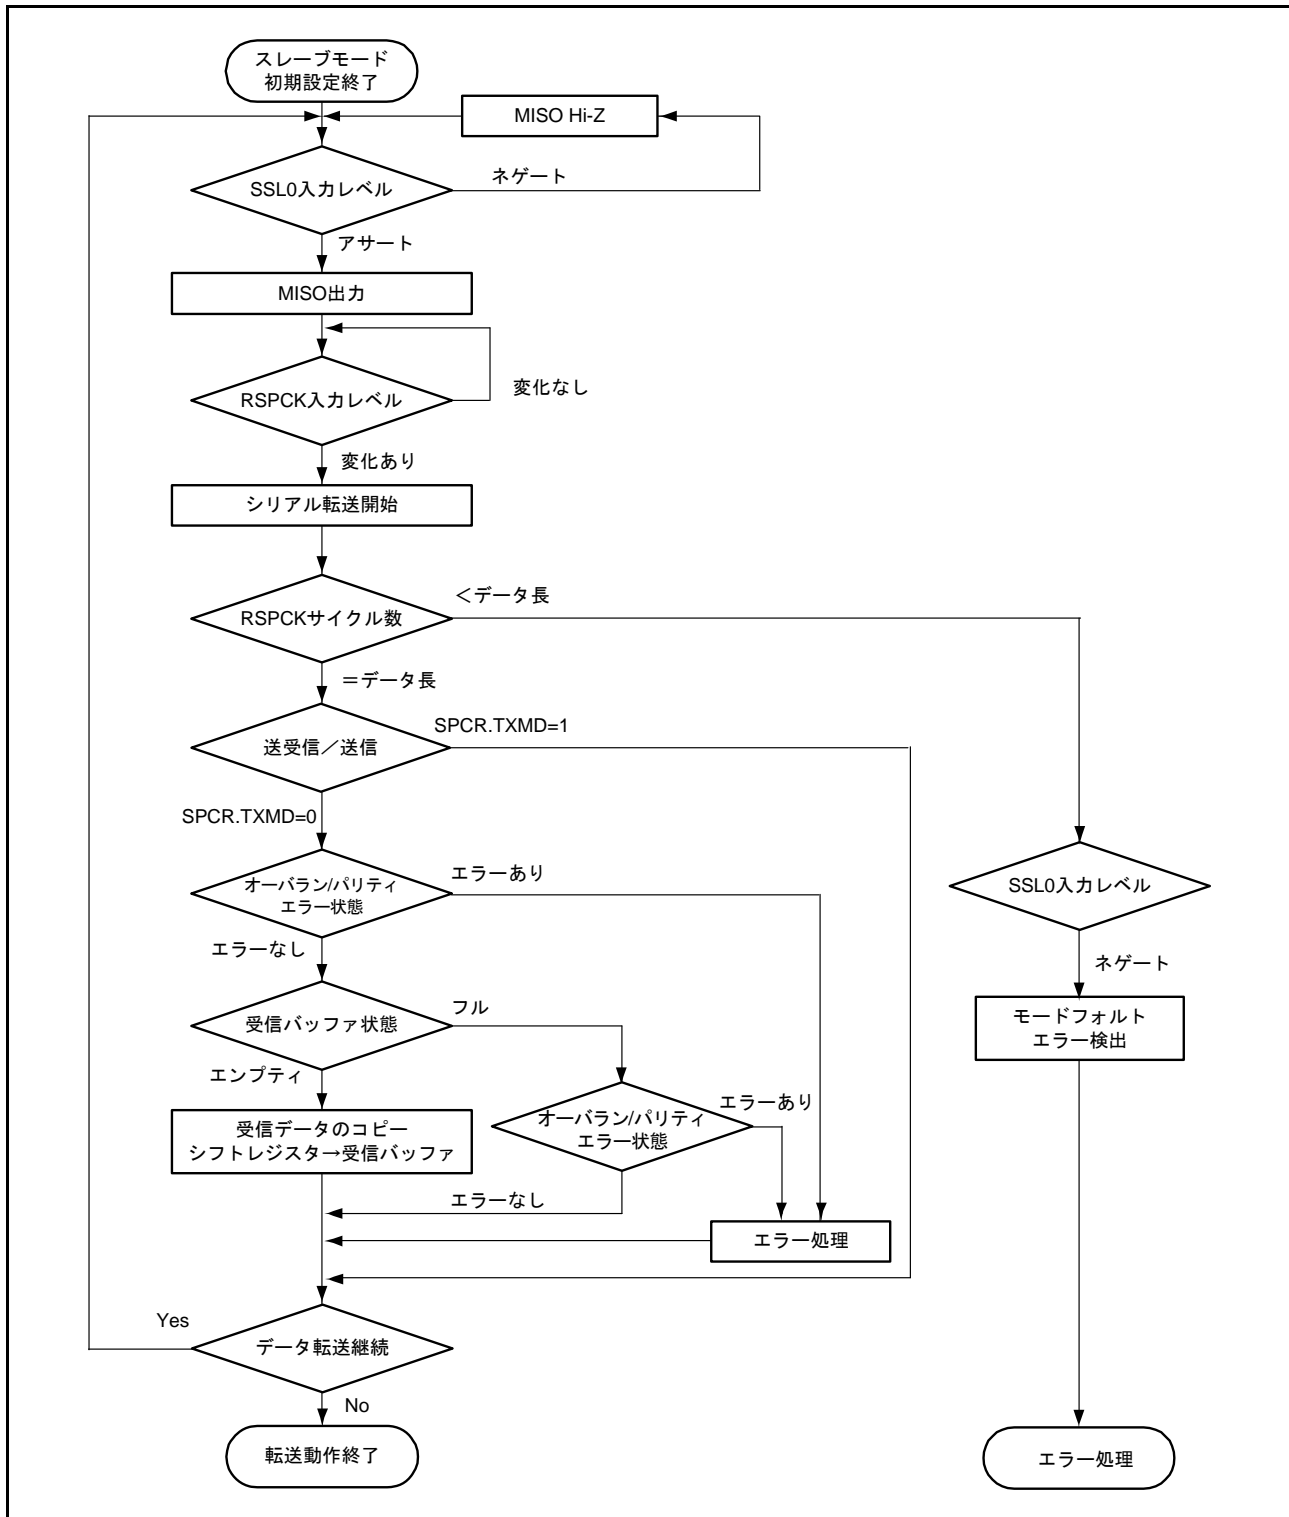 スレーブモード
初期設定終了
MISO Hi-Z
SSL0入力レベル
ネゲート
アサート
MISO出力
RSPCK入力レベル
変化なし
変化あり
シリアル転送開始
RSPCKサイクル数
＜データ長
＝データ長
送受信／送信
SPCR.TXMD=1
SPCR.TXMD=0
オーバラン/パリティ
エラー状態
エラーあり
SSL0入力レベル
エラーなし
ネゲート
受信バッファ状態
フル
モードフォルト
エラー検出
エンプティ
オーバラン/パリティ
エラー状態
エラーあり
受信データのコピー
シフトレジスタ→受信バッファ
エラーなし
エラー処理
Yes
データ転送継続
No
転送動作終了
エラー処理